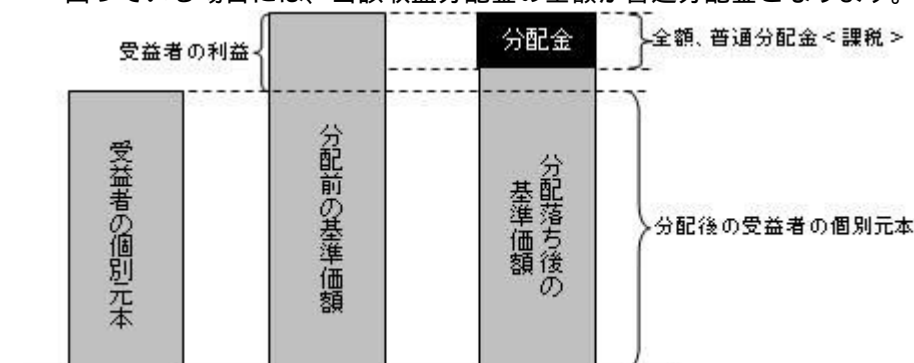 回っている場合には、当該収益分配金の全額が普通分配金となります。
受益者の利益
分配金
全額、普通分配金<課税>
受益者の個別元本
分配前の基準価額
分配落ち後の
基準価額
分配後の受益者の個別元本